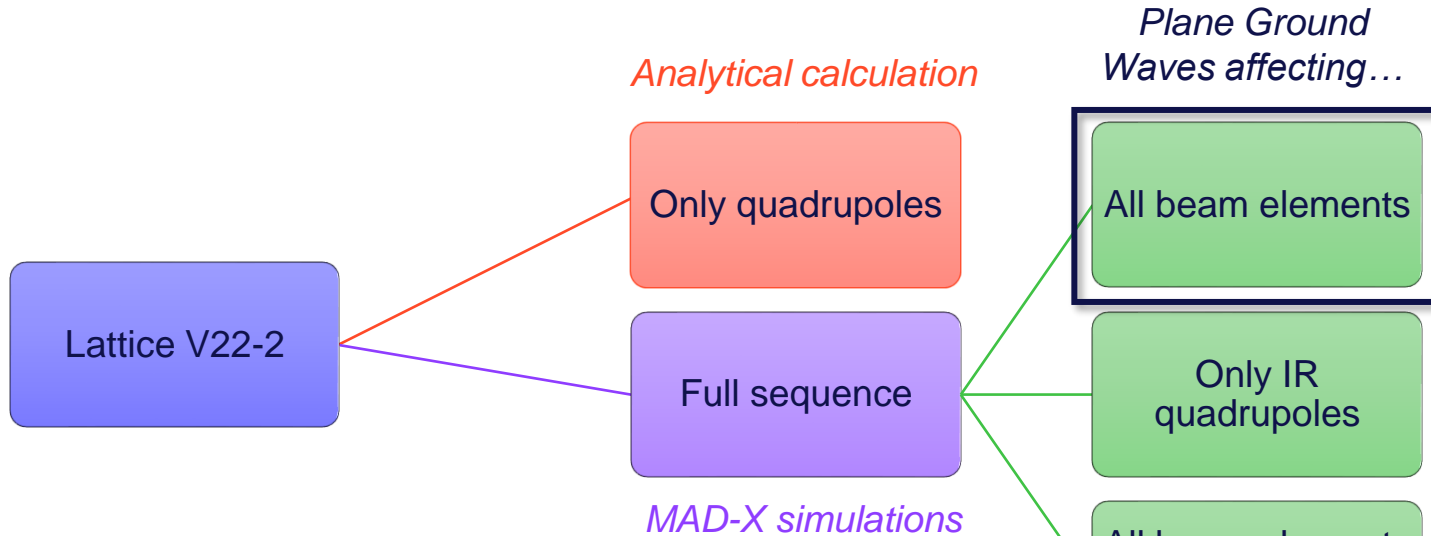 Plane Ground
Waves affecting…
Analytical calculation
Only quadrupoles
All beam elements
Lattice V22-2
Full sequence
Only IR
quadrupoles
MAD-X simulations